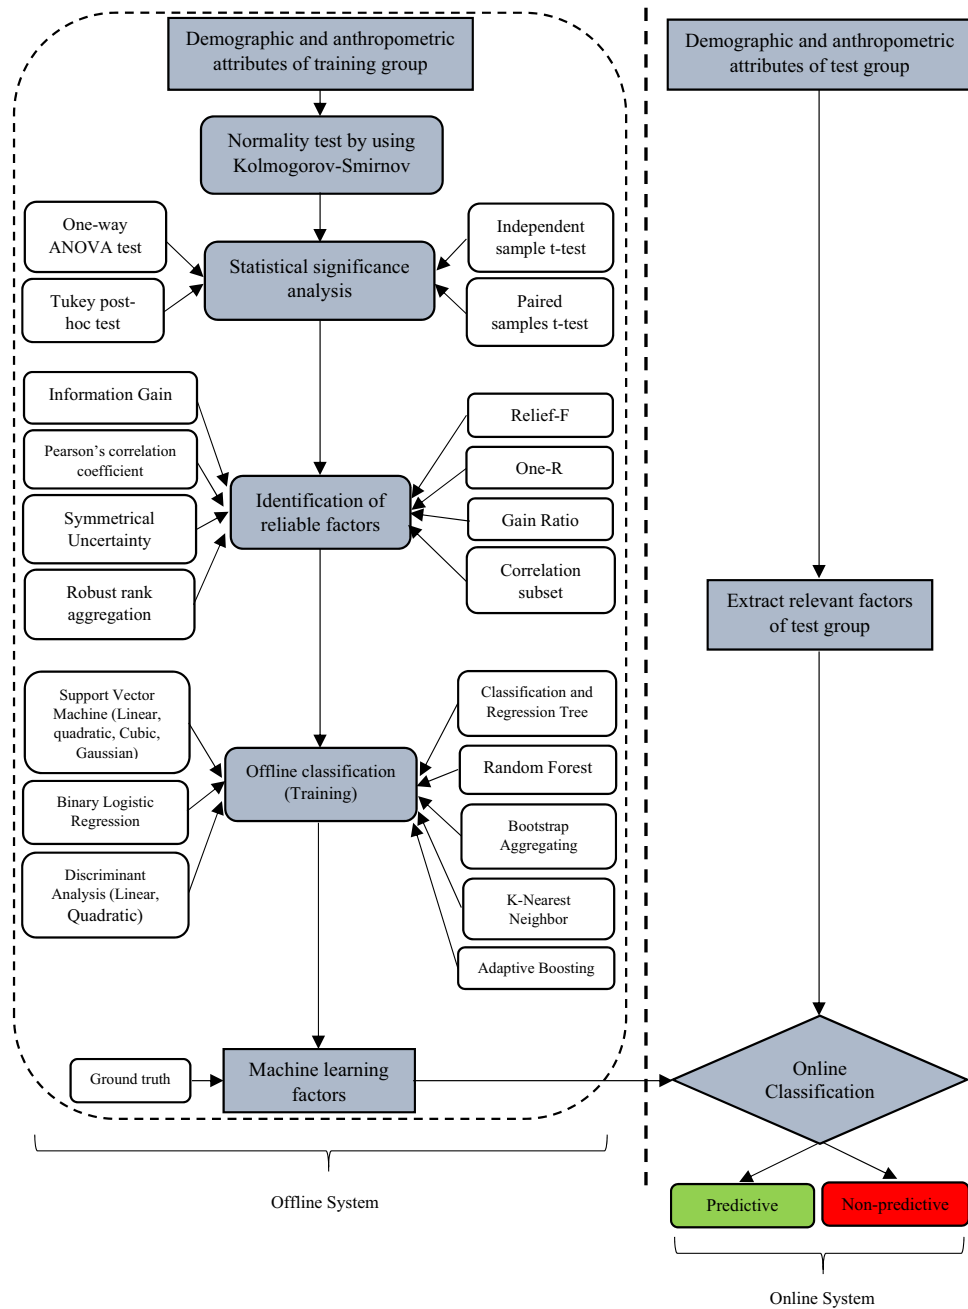 Demographic and anthropometric
attributes of training group
Normality test by using
Kolmogorov-Smirnov
One-way
ANOVA test
Tukey post-
hoc test
Statistical significance
analysis
Independent
sample t-test
Paired
samples t-test
Information Gain
Pearson's correlation
coefficient
Symmetrical
Uncertainty
Robust rank
aggregation
Identification of
reliable factors
Relief-F
One-R
Gain Ratio
Correlation
subset
Support Vector
Machine (Linear,
quadratic, Cubic,
Gaussian)
Binary Logistic
Regression
Discriminant
Analysis (Linear,
Quadratic)
Offline classification
(Training)
Classification and
Regression Tree
Random Forest
Bootstrap
Aggregating
K-Nearest
Neighbor
Adaptive Boosting
Ground truth
Machine learning
factors
Offline System
Demographic and anthropometric
attributes of test group
Extract relevant factors
of test group
Online
Classification
Predictive
Non-predictive
Online System